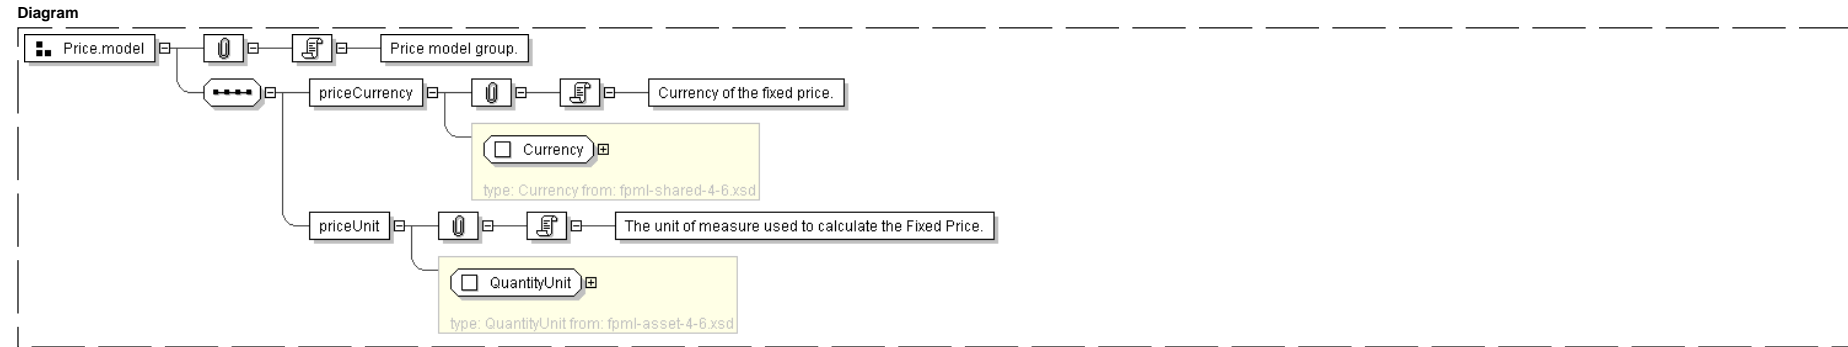 Diagram
Price.model
Price model group.
priceCurrency
Currency of the fixed price.
Currency
type: Currency from: fpml-shared-4-6.xsd
priceUnit
The unit of measure used to calculate the Fixed Price.
QuantityUnit
type: QuantityUnit from: fpml-asset-4-6.xsd